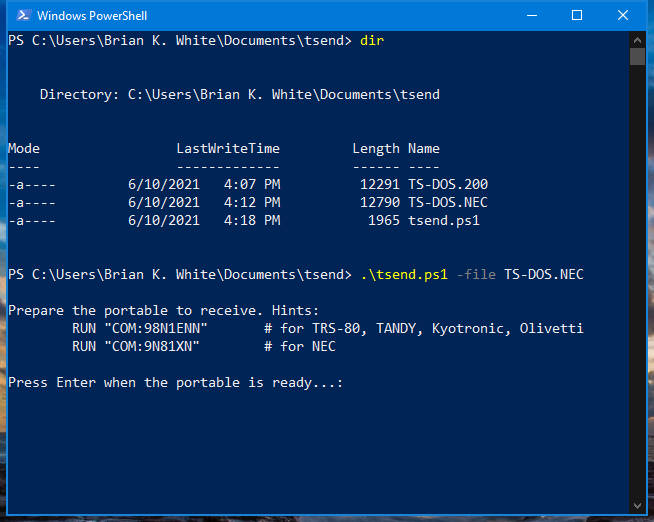 Windows PowerShell
PS C:\Users\Brian K. White\Documents\tsend> dir
Directory: C:\Users\Brian K. White\Documents\tsend
Mode                 LastWriteTime         Length Name
----                 -------------         ------ ----
-a----         6/10/2021   4:07 PM          12291 TS-DOS.200
-a----         6/10/2021   4:12 PM          12790 TS-DOS.NEC
-a----         6/10/2021   4:18 PM           1965 tsend.ps1
PS C:\Users\Brian K. White\Documents\tsend> .\tsend.ps1 -file TS-DOS.NEC
Prepare the portable to receive. Hints:
RUN "COM:98N1ENN"       # for TRS-80, TANDY, Kyotronic, Olivetti
RUN "COM:9N81XN"        # for NEC
Press Enter when the portable is ready...: